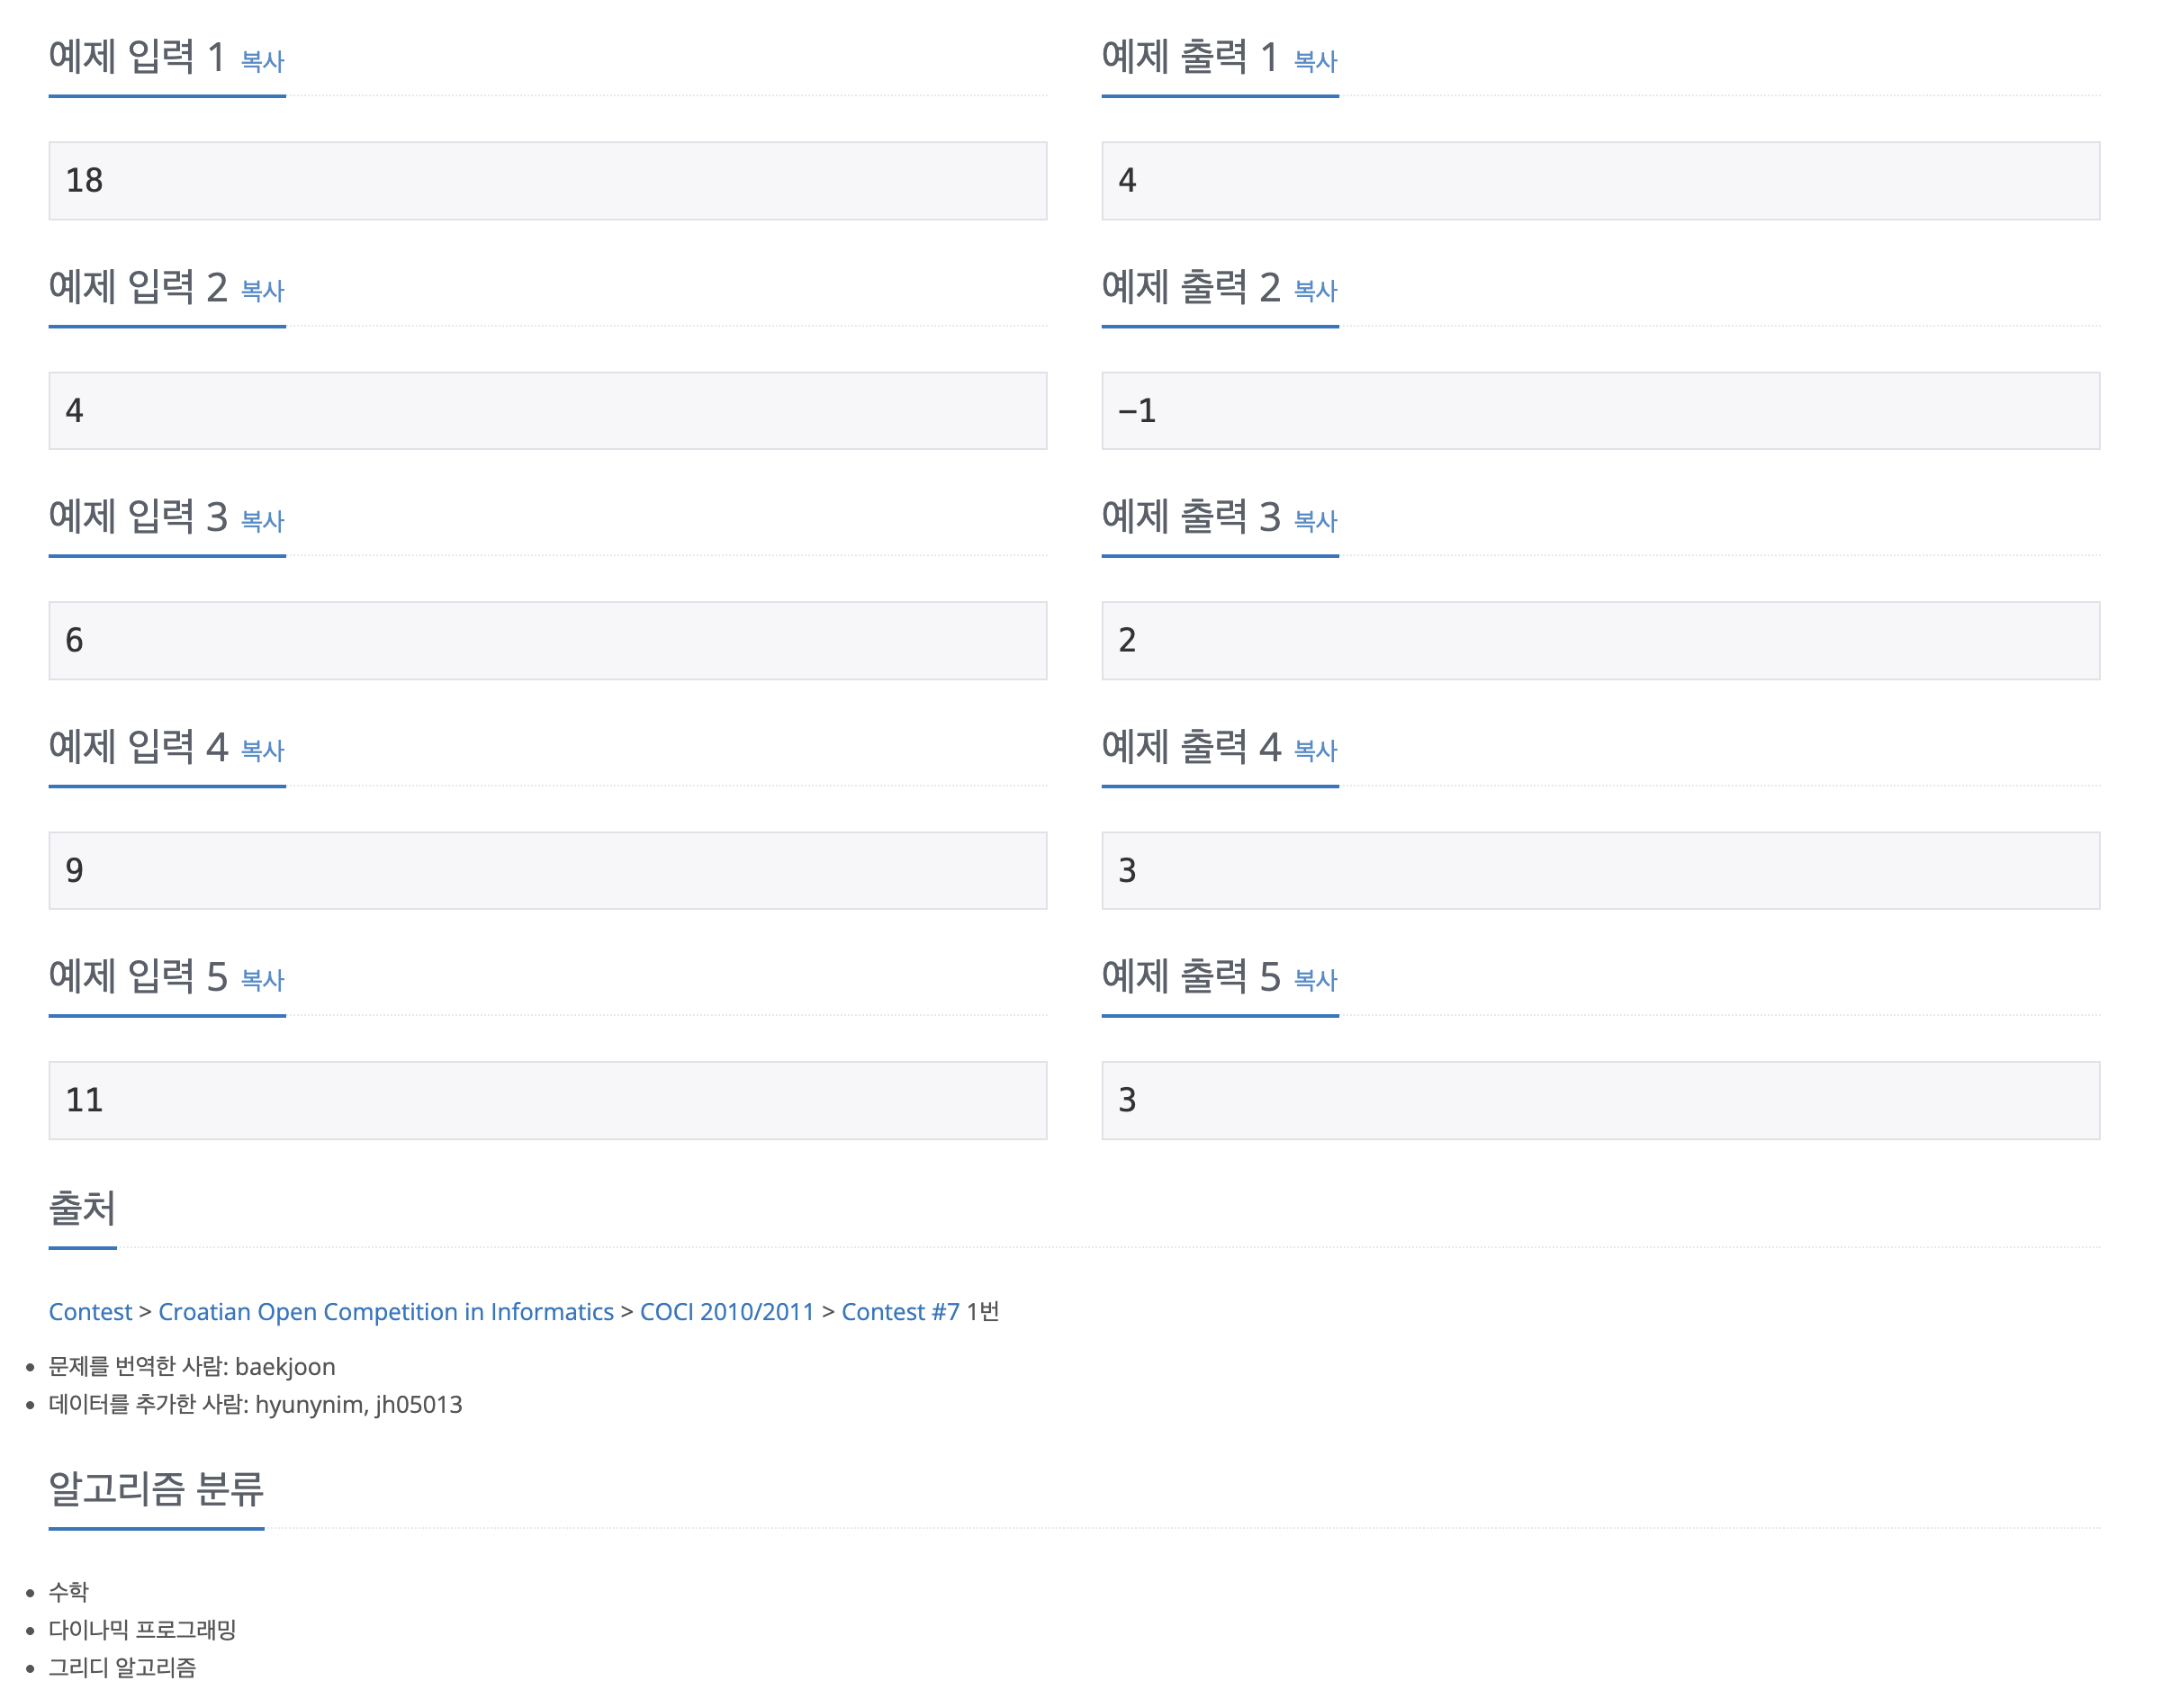 예제 입력 1 복사
예제 출력 1 복사
18
4
예제 입력 2 복사
예제 출력 2 복사
4
-1
예제 입력 3 복사
예제 출력 3 복사
6
2
예제 입력 4 복사
예제 출력 4 복사
9
3
예제 입력 5 복사
예제 출력 5 복사
11
3
출처
Contest > Croatian Open Competition in Informatics > COCI 2010/2011 > Contest #7 1번
문제를 번역한 사람: baekjoon
데이터를 추가한 사람: hyunynim, jh05013
알고리즘 분류
수학
다이나믹 프로그래밍
그리디 알고리즘